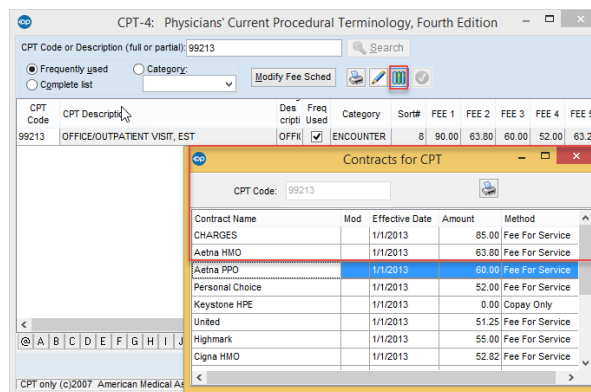 CPT-4: Physicians' Current Procedural Terminology, Fourth Edition
CPT Code or Description (full or partial): 99213
Search
Frequently used
Category:
Complete list
Modify Fee Sched
CPT Code CPT Description Des cripti Freq Used Category Sort# FEE 1 FEE 2 FEE 3 FEE 4 FEE
99213 OFFICE/OUTPATIENT VISIT, EST OFFI ENCOUNTER 8 90.00 63.80 60.00 52.00 63.2
Contracts for CPT
CPT Code: 99213
Contract Name Mod Effective Date Amount Method
CHARGES 1/1/2013 85.00 Fee For Service
Aetna HMO 1/1/2013 63.80 Fee For Service
Aetna PPO 1/1/2013 60.00 Fee For Service
Personal Choice 1/1/2013 52.00 Fee For Service
Keystone HPE 1/1/2013 0.00 Copay Only
United 1/1/2013 51.25 Fee For Service
Highmark 1/1/2013 55.00 Fee For Service
Cigna HMO 1/1/2013 52.82 Fee For Service
@ A B C D E F G H I J
CPT only (c)2007 American Medical As